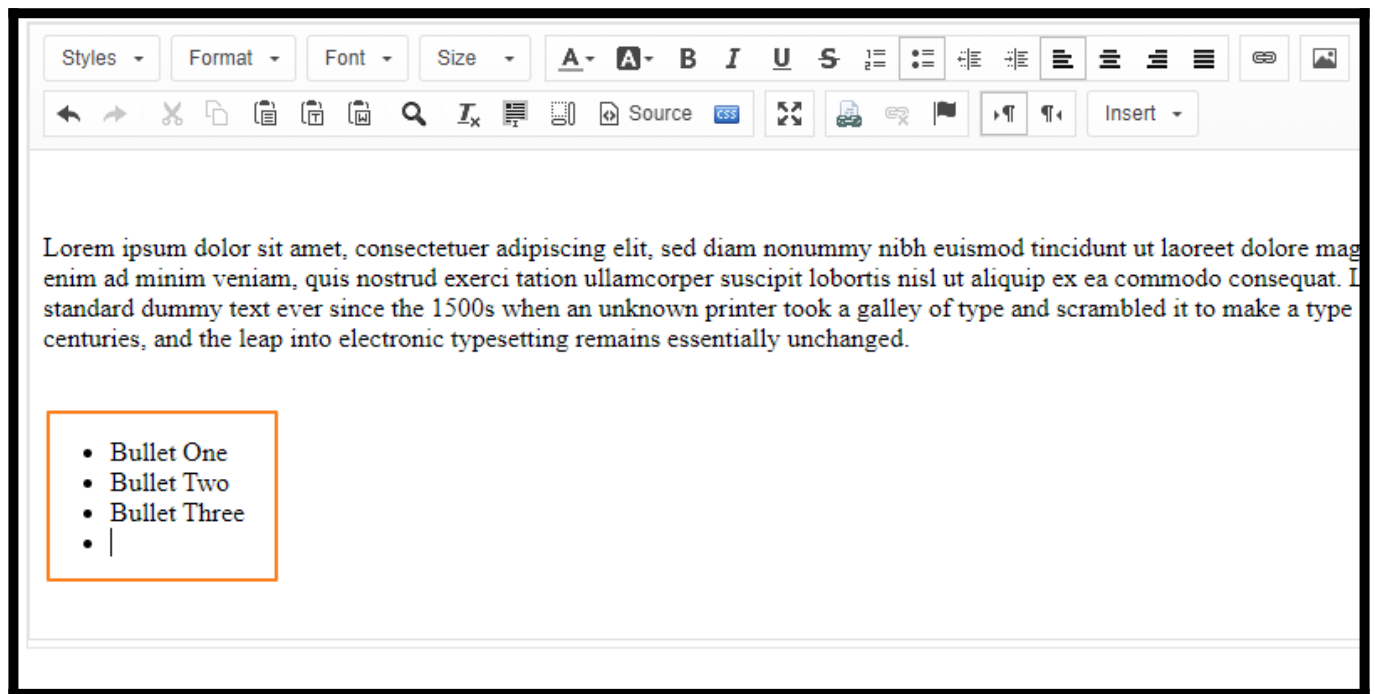 Styles Format Font Size A A B I U S
Source css Insert
Lorem ipsum dolor sit amet, consectetuer adipiscing elit, sed diam nonummy nibh euismod tincidunt ut laoreet dolore mag
enim ad minim veniam, quis nostrud exerci tation ullamcorper suscipit lobortis nisl ut aliquip ex ea commodo consequat. L
standard dummy text ever since the 1500s when an unknown printer took a galley of type and scrambled it to make a type
centuries, and the leap into electronic typesetting remains essentially unchanged.
• Bullet One
• Bullet Two
• Bullet Three
•